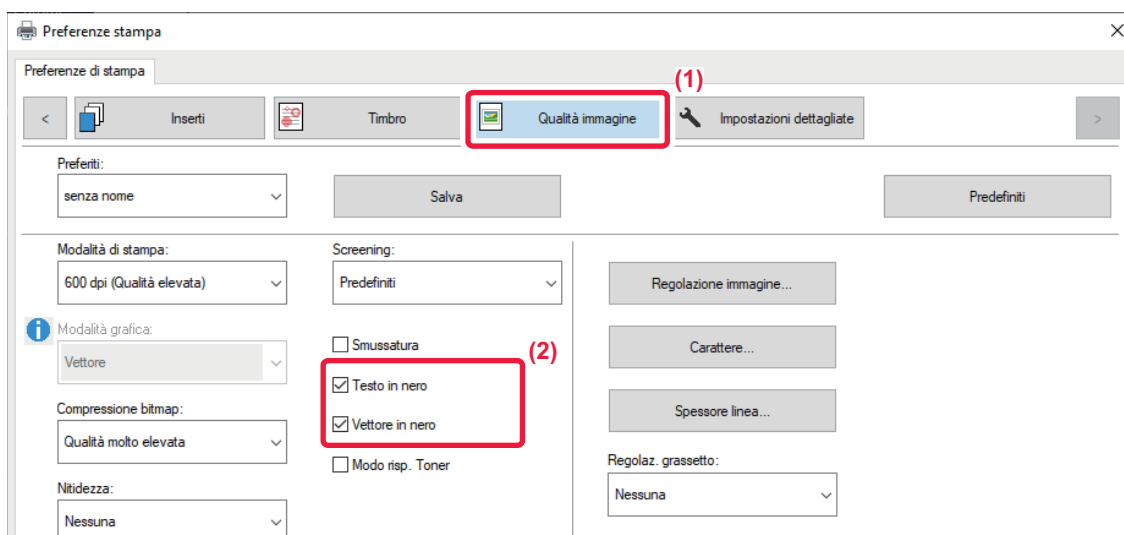 Preferenze stampa
Preferenze di stampa
(1)
< Inserti Timbro Qualità immagine Impostazioni dettagliate >
Preferiti:
senza nome Salva Predefiniti
Modalità di stampa: Screening:
600 dpi (Qualità elevata) Predefiniti Regolazione immagine...
Modalità grafica:
Vettore Smussatura (2) Carattere...
Testo in nero
Compressione bitmap: Spessore linea...
Qualità molto elevata Vettore in nero
Modo risp. Toner Regolaz. grassetto:
Nitidezza: Nessuna
Nessuna